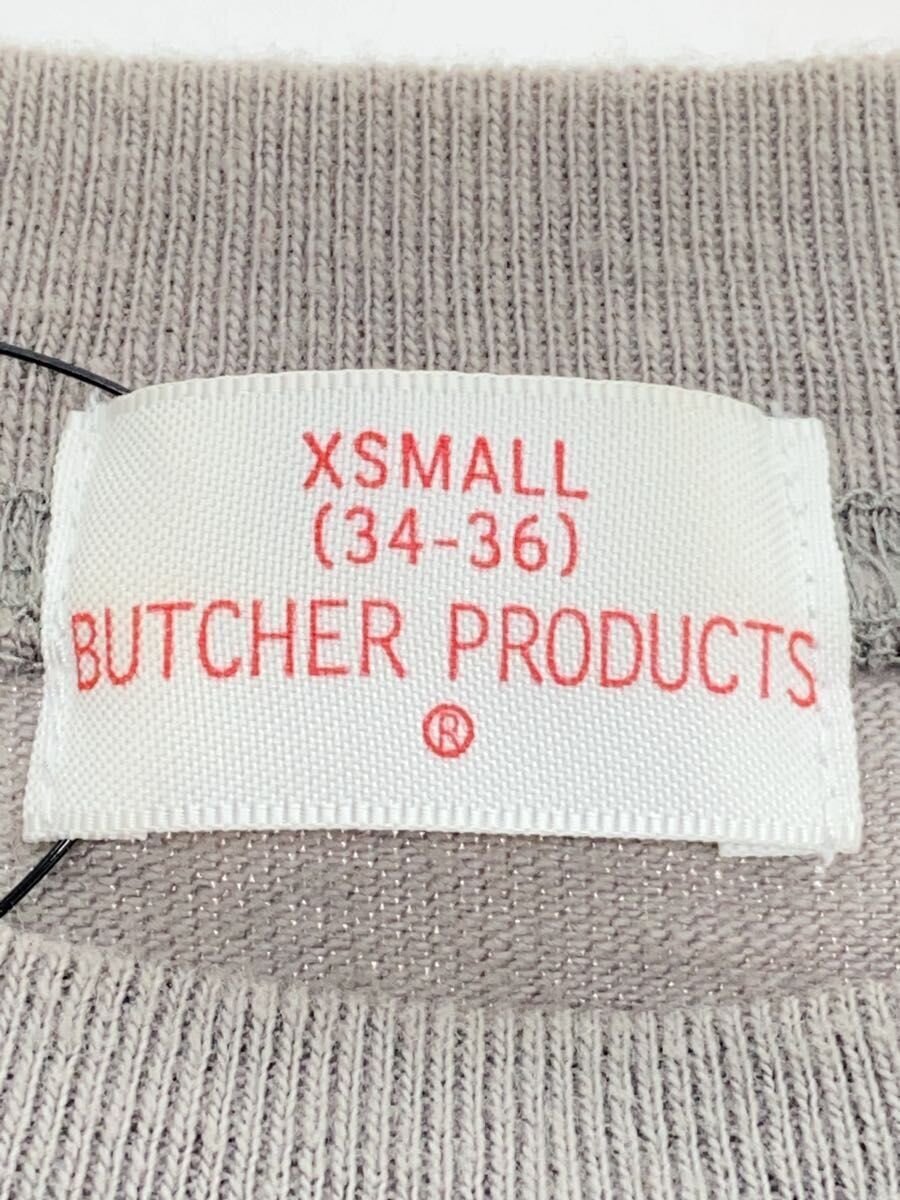 XSMALL
(34-36)
BUTCHER PRODUCTS
®